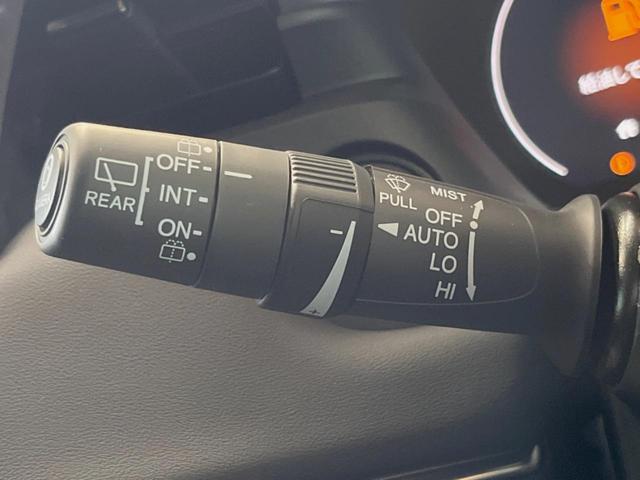 REAR
OFF
INT
ON
MIST
PULL
OFF
AUTO
LO
HI